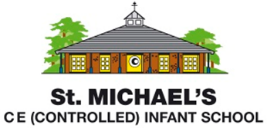 St. MICHAEL'S
C E (CONTROLLED) INFANT SCHOOL